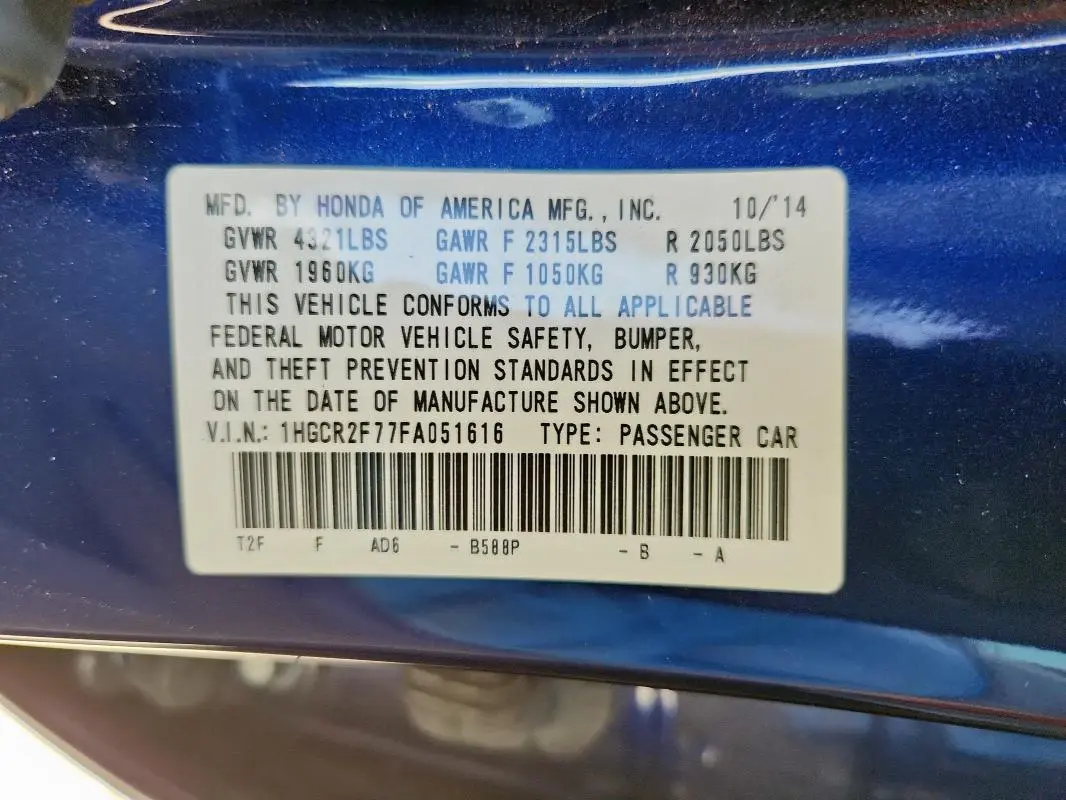 MFD. BY HONDA OF AMERICA MFG., INC. 10/'14
GVWR 4321LBS GAWR F 2315LBS R 2050LBS
GVWR 1960KG GAWR F 1050KG R 930KG
THIS VEHICLE CONFORMS TO ALL APPLICABLE
FEDERAL MOTOR VEHICLE SAFETY, BUMPER,
AND THEFT PREVENTION STANDARDS IN EFFECT
ON THE DATE OF MANUFACTURE SHOWN ABOVE.
V.I.N.: 1HGCR2F77FA051616 TYPE: PASSENGER CAR
T2F F AD6 - B588P - B - A